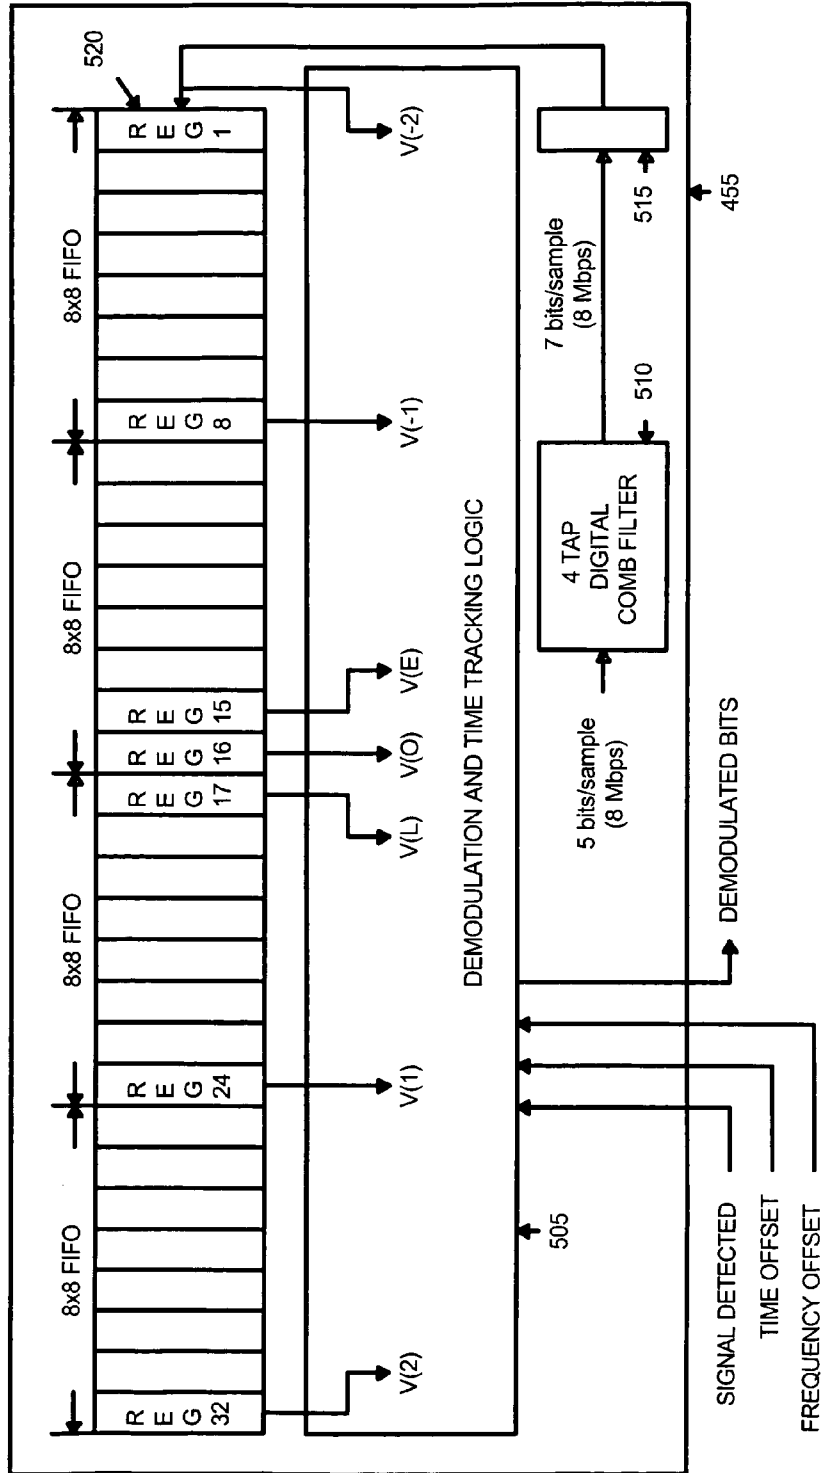 8x8 FIFO
8x8 FIFO
8x8 FIFO
8x8 FIFO
520
REG 32
REG 24
REG 17
REG 16
REG 15
REG 8
REG 1
V(2)
V(1)
V(L)
V(O)
V(E)
V(-1)
V(-2)
DEMODULATION AND TIME TRACKING LOGIC
505
5 bits/sample
(8 Mbps)
4 TAP
DIGITAL
COMB FILTER
510
7 bits/sample
(8 Mbps)
515
455
SIGNAL DETECTED
TIME OFFSET
FREQUENCY OFFSET
DEMODULATED BITS